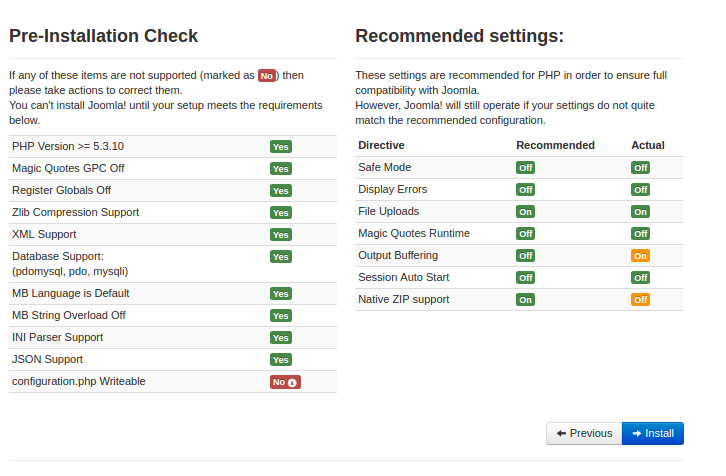 Pre-Installation Check
If any of these items are not supported (marked as No) then
please take actions to correct them.
You can't install Joomla! until your setup meets the requirements
below.
PHP Version >= 5.3.10 Yes
Magic Quotes GPC Off Yes
Register Globals Off Yes
Zlib Compression Support Yes
XML Support Yes
Database Support: Yes
(pdomysql, pdo, mysqli)
MB Language is Default Yes
MB String Overload Off Yes
INI Parser Support Yes
JSON Support Yes
configuration.php Writeable No
Recommended settings:
These settings are recommended for PHP in order to ensure full
compatibility with Joomla.
However, Joomla! will still operate if your settings do not quite
match the recommended configuration.
Directive Recommended Actual
Safe Mode Off Off
Display Errors Off Off
File Uploads On On
Magic Quotes Runtime Off Off
Output Buffering Off On
Session Auto Start Off Off
Native ZIP support On Off
Previous Install